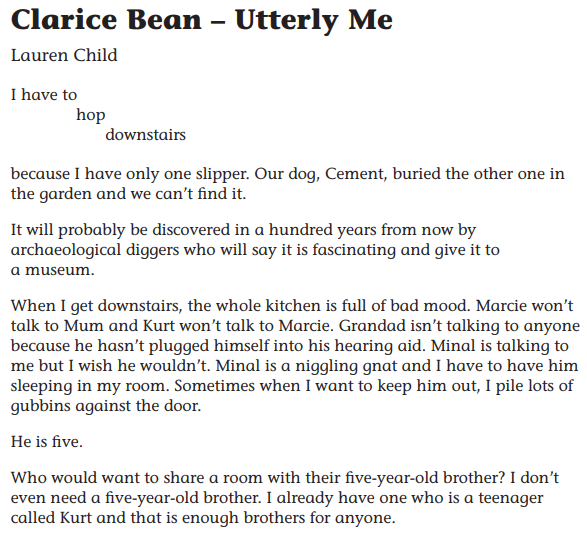 Clarice Bean – Utterly Me
Lauren Child
I have to
hop
downstairs
because I have only one slipper. Our dog, Cement, buried the other one in
the garden and we can’t find it.
It will probably be discovered in a hundred years from now by
archaeological diggers who will say it is fascinating and give it to
a museum.
When I get downstairs, the whole kitchen is full of bad mood. Marcie won’t
talk to Mum and Kurt won’t talk to Marcie. Grandad isn’t talking to anyone
because he hasn’t plugged himself into his hearing aid. Minal is talking to
me but I wish he wouldn’t. Minal is a niggling gnat and I have to have him
sleeping in my room. Sometimes when I want to keep him out, I pile lots of
gubbins against the door.
He is five.
Who would want to share a room with their five-year-old brother? I don’t
even need a five-year-old brother. I already have one who is a teenager
called Kurt and that is enough brothers for anyone.